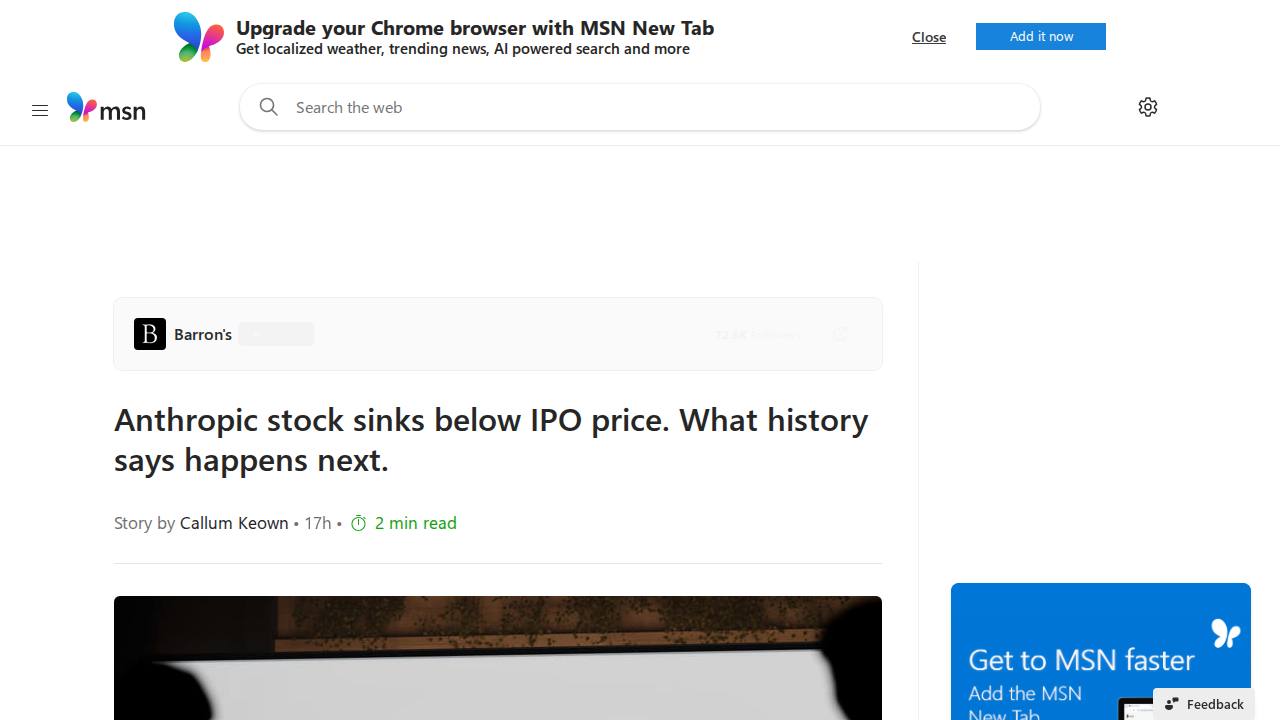 Upgrade your Chrome browser with MSN New Tab
Get localized weather, trending news, AI powered search and more
Close
Add it now
msn
Search the web
B
Barron's
Anthropic stock sinks below IPO price. What history
says happens next.
Story by Callum Keown • 17h • 2 min read
Get to MSN faster
Add the MSN
New Tab
Feedback